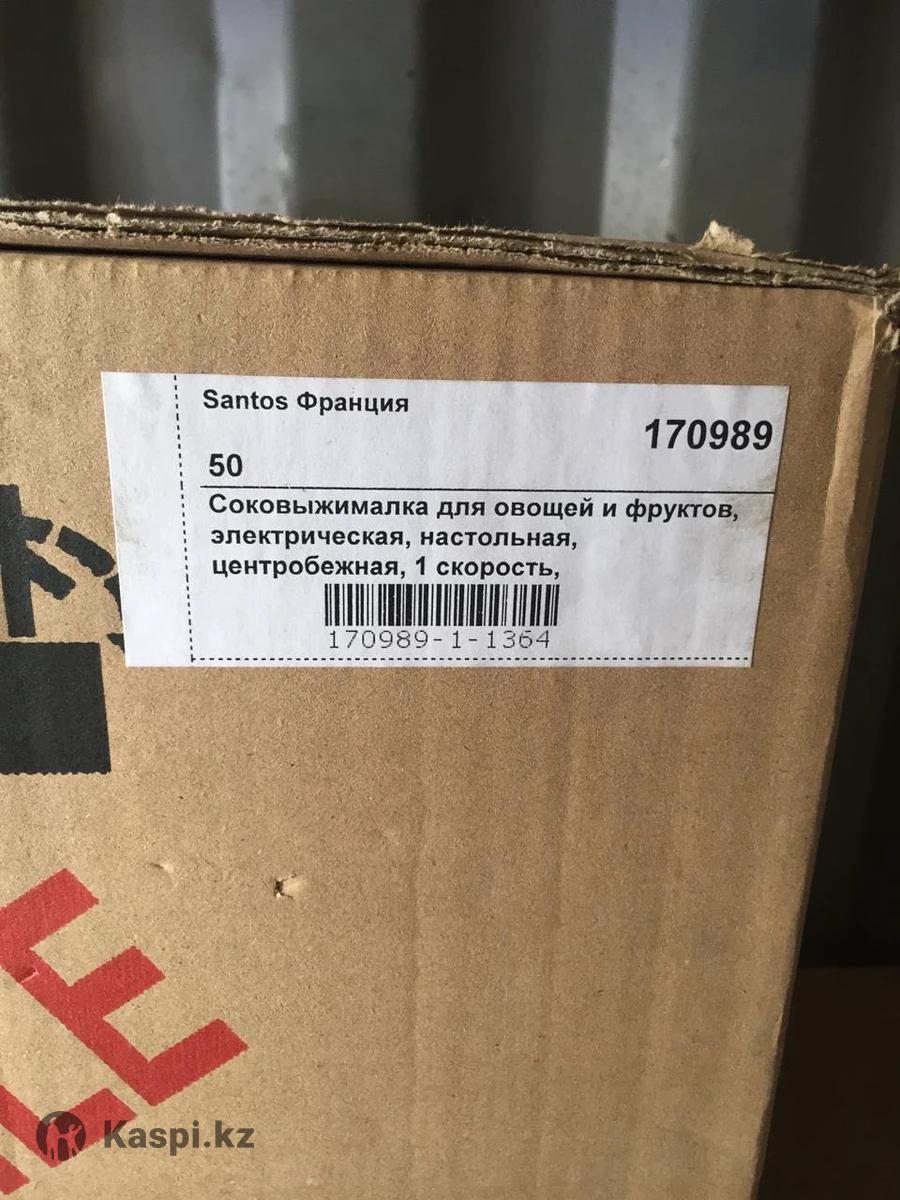 Santos Франция
170989
50
Соковыжималка для овощей и фруктов,
электрическая, настольная,
центробежная, 1 скорость,
170989-1-1364
Kaspi.kz